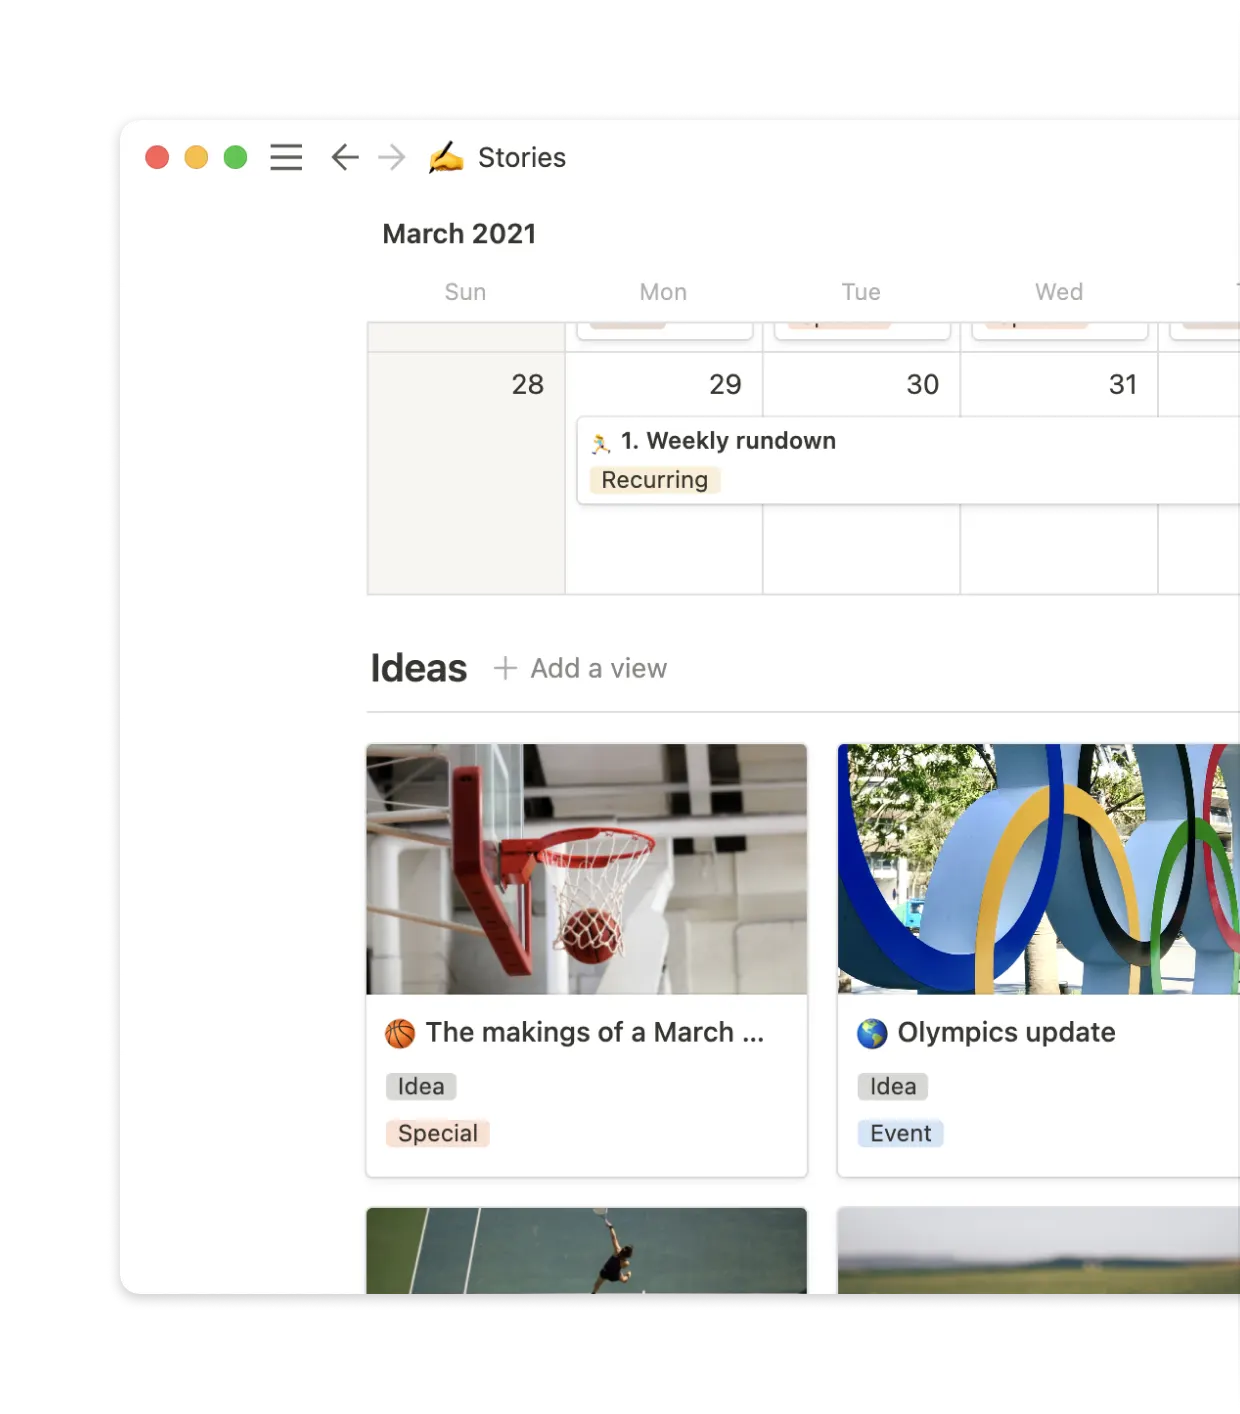 Stories
March 2021
Sun Mon Tue Wed
28 29 30 31
1. Weekly rundown
Recurring
Ideas + Add a view
The makings of a March ...
Idea
Special
Olympics update
Idea
Event